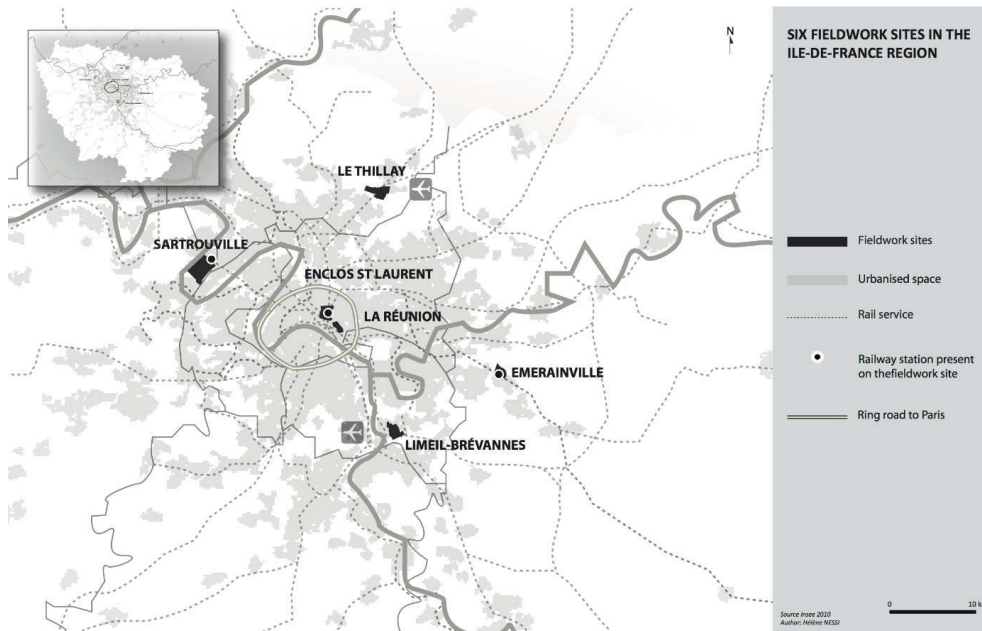 SIX FIELDWORK SITES IN THE
ILE-DE-FRANCE REGION
N
LE THILLAY
SARTROUVILLE
ENCLOS ST LAURENT
LA RÉUNION
EMERAINVILLE
LIMEIL-BRÉVANNES
Fieldwork sites
Urbanised space
Rail service
Railway station present
on thefieldwork site
Ring road to Paris
Source Insee 2010
Author: Hélène NESSI
0 10 k